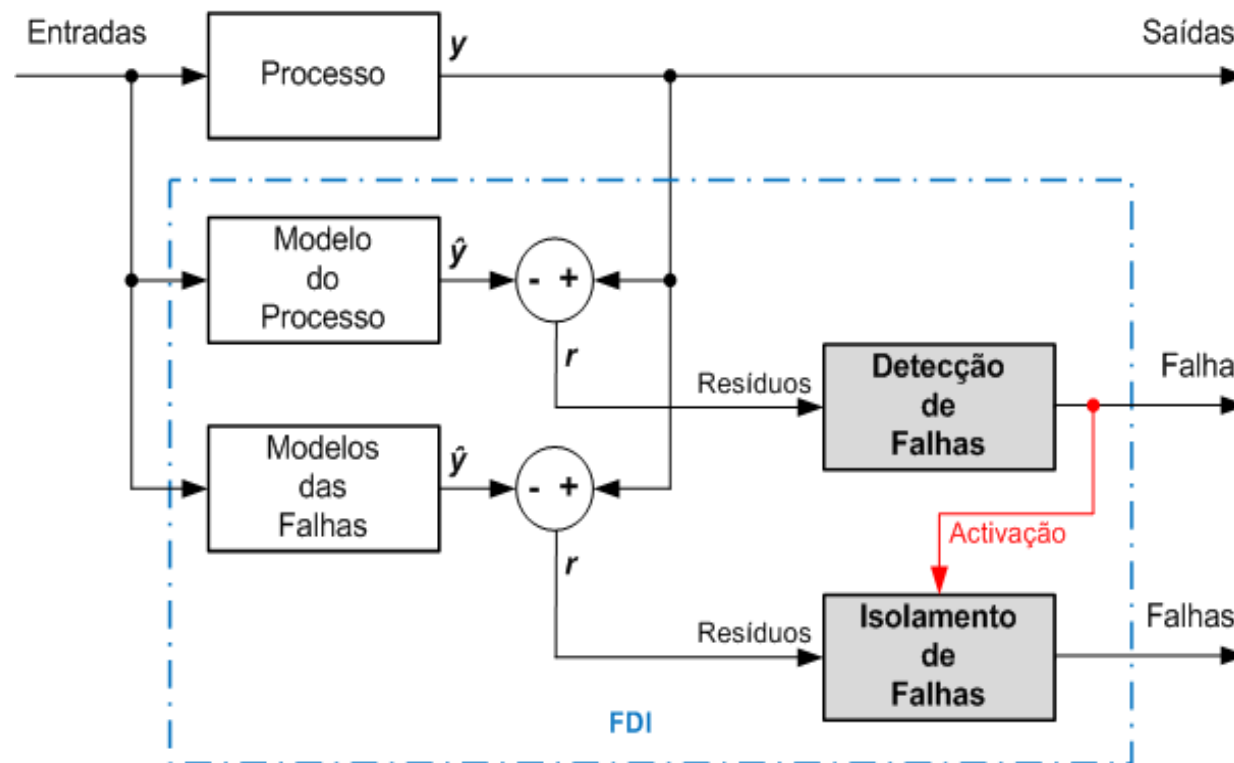 Entradas
y
Saídas
Processo
Modelo
do
Processo
ŷ
- +
r
Resíduos
Detecção
de
Falhas
Falha
Modelos
das
Falhas
ŷ
- +
r
Activação
Resíduos
Isolamento
de
Falhas
Falhas
FDI